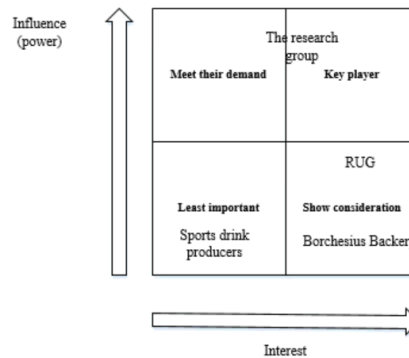 Influence
(power)
The research
group
Meet their demand
Key player
RUG
Least important
Show consideration
Sports drink
producers
Borchesius Backer
Interest